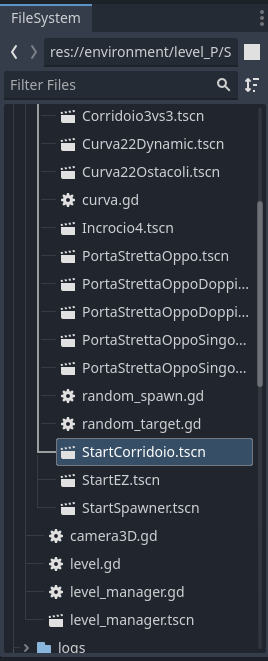 FileSystem
res://environment/level_P/S
Filter Files
Corridoio3vs3.tscn
Curva22Dynamic.tscn
Curva22Ostacoli.tscn
curva.gd
Incrocio4.tscn
PortaStrettaOppo.tscn
PortaStrettaOppoDoppi...
PortaStrettaOppoDoppi...
PortaStrettaOppoSingo...
PortaStrettaOppoSingo...
random_spawn.gd
random_target.gd
StartCorridoio.tscn
StartEZ.tscn
StartSpawner.tscn
camera3D.gd
level.gd
level_manager.gd
level_manager.tscn
logs